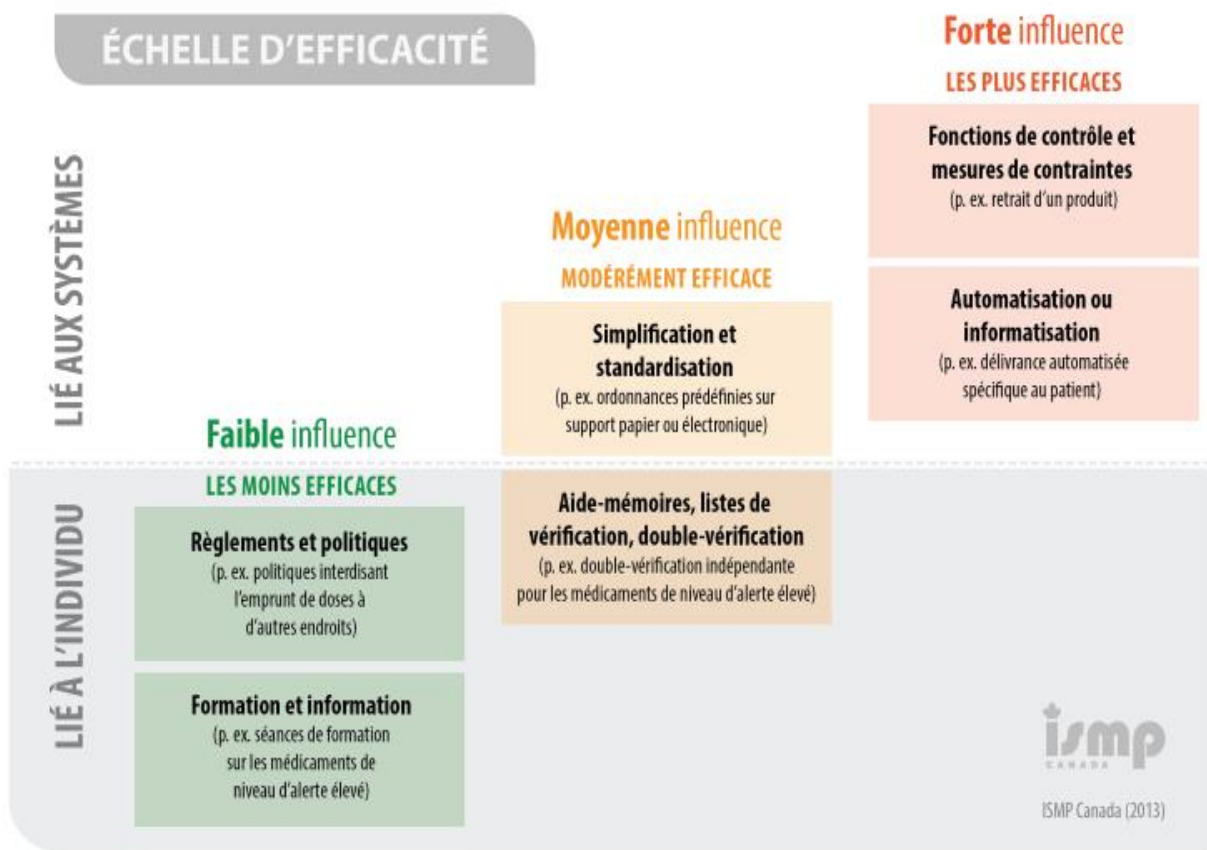 ÉCHELLE D'EFFICACITÉ
LIÉ AUX SYSTÈMES
LIÉ À L'INDIVIDU
Faible influence
LES MOINS EFFICACES
Règlements et politiques
(p. ex. politiques interdisant
l'emprunt de doses à
d'autres endroits)
Formation et information
(p. ex. séances de formation
sur les médicaments de
niveau d'alerte élevé)
Moyenne influence
MODÉRÉMENT EFFICACE
Simplification et
standardisation
(p. ex. ordonnances prédéfinies sur
support papier ou électronique)
Aide-mémoires, listes de
vérification, double-vérification
(p. ex. double-vérification indépendante
pour les médicaments de niveau d'alerte élevé)
Forte influence
LES PLUS EFFICACES
Fonctions de contrôle et
mesures de contraintes
(p. ex. retrait d'un produit)
Automatisation ou
informatisation
(p. ex. délivrance automatisée
spécifique au patient)
ismp
CANADA
ISMP Canada (2013)